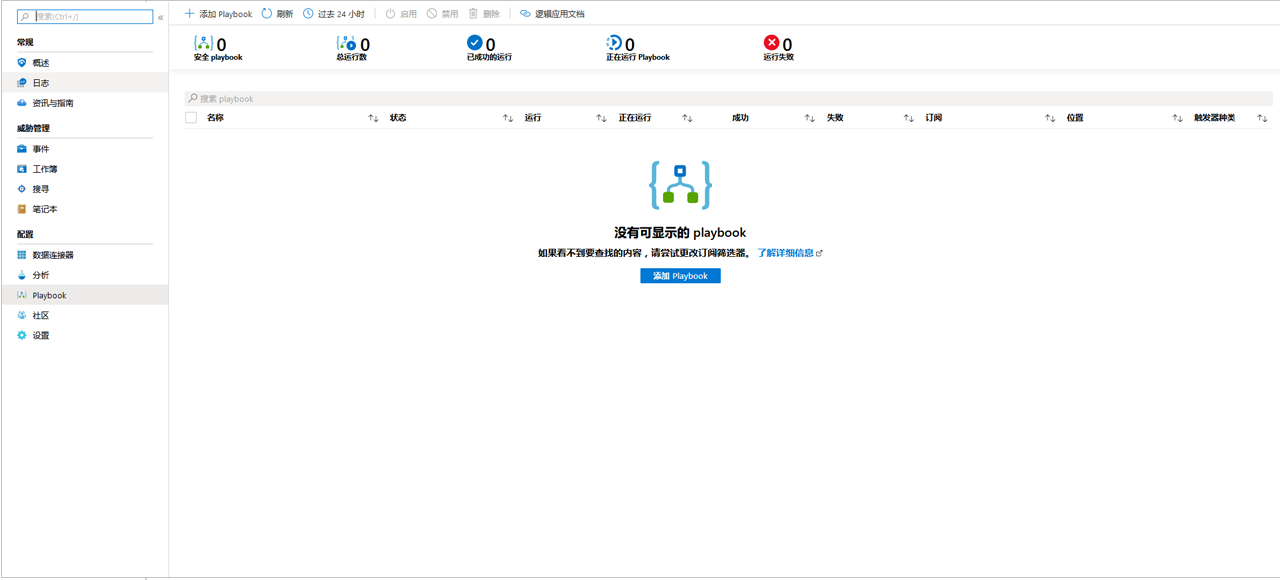 搜索(Ctrl+/)
«
常规
概述
日志
资讯与指南
威胁管理
事件
工作簿
搜寻
笔记本
配置
数据连接器
分析
Playbook
社区
设置
添加 Playbook 刷新 过去 24 小时 启用 禁用 删除 逻辑应用文档
0 0 0 0 0
安全 playbook 总运行数 已成功的运行 正在运行 Playbook 运行失败
搜索 playbook
名称 状态 运行 正在运行 成功 失败 订阅 位置 触发器种类
没有可显示的 playbook
如果看不到要查找的内容，请尝试更改订阅筛选器。 了解详细信息
添加 Playbook